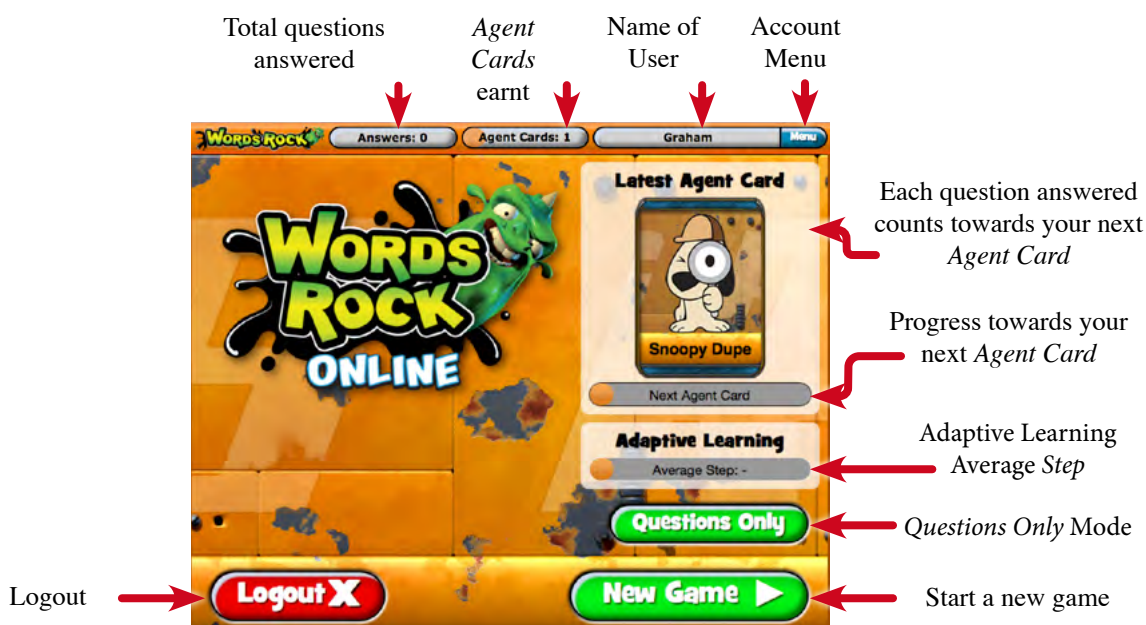 Total questions
answered
Agent
Cards
earnt
Name of
User
Account
Menu
WORDS ROCK
Answers: 0
Agent Cards: 1
Graham
Menu
Latest Agent Card
Snoopy Dupe
Next Agent Card
WORDS
ROCK
ONLINE
Adaptive Learning
Average Step: -
Questions Only
Logout X
New Game
Each question answered
counts towards your next
Agent Card
Progress towards your
next Agent Card
Adaptive Learning
Average Step
Questions Only Mode
Logout
Start a new game